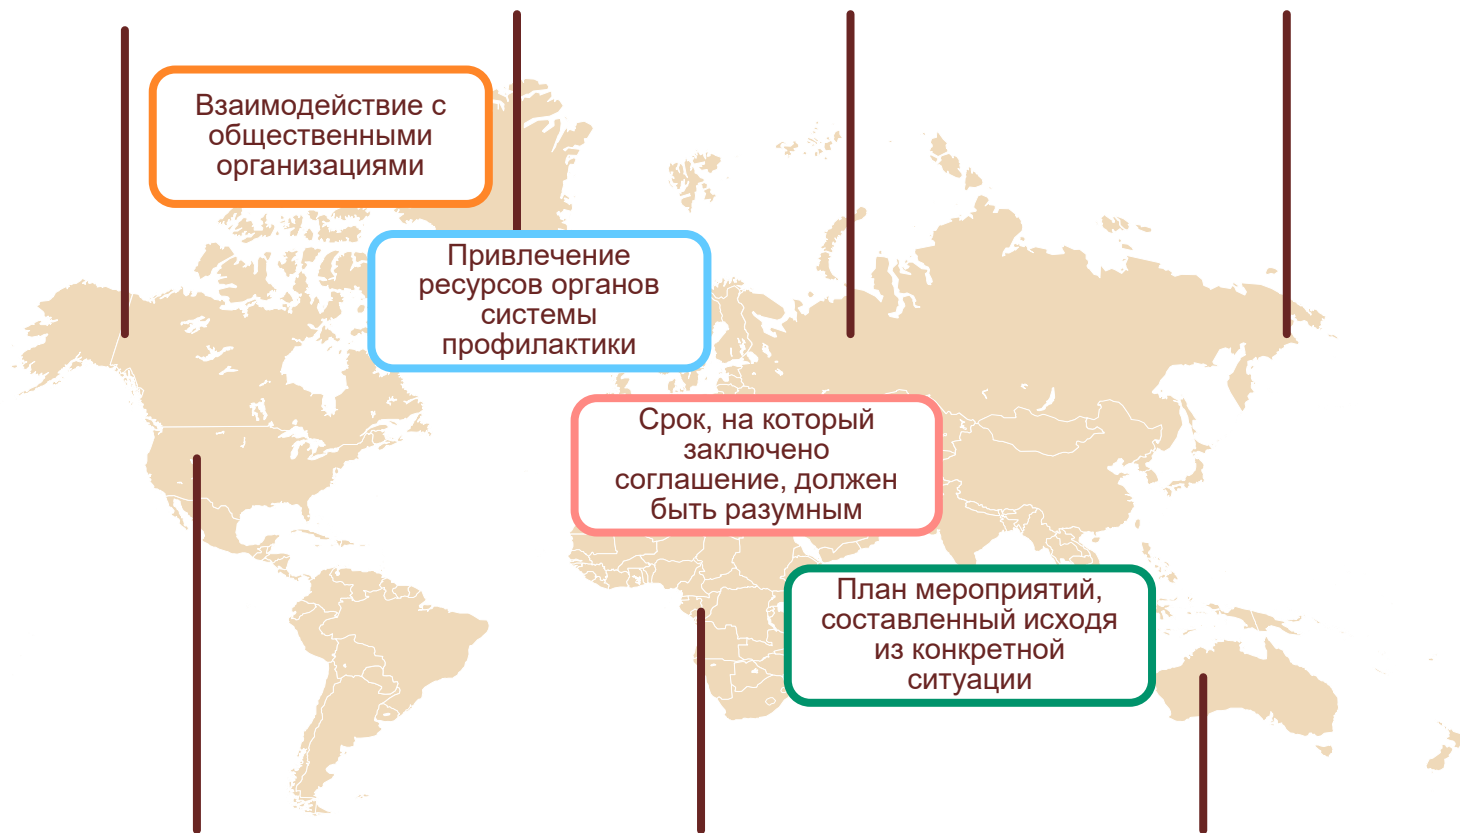 Взаимодействие с
общественными
организациями
Привлечение
ресурсов органов
системы
профилактики
Срок, на который
заключено
соглашение, должен
быть разумным
План мероприятий,
составленный исходя
из конкретной
ситуации